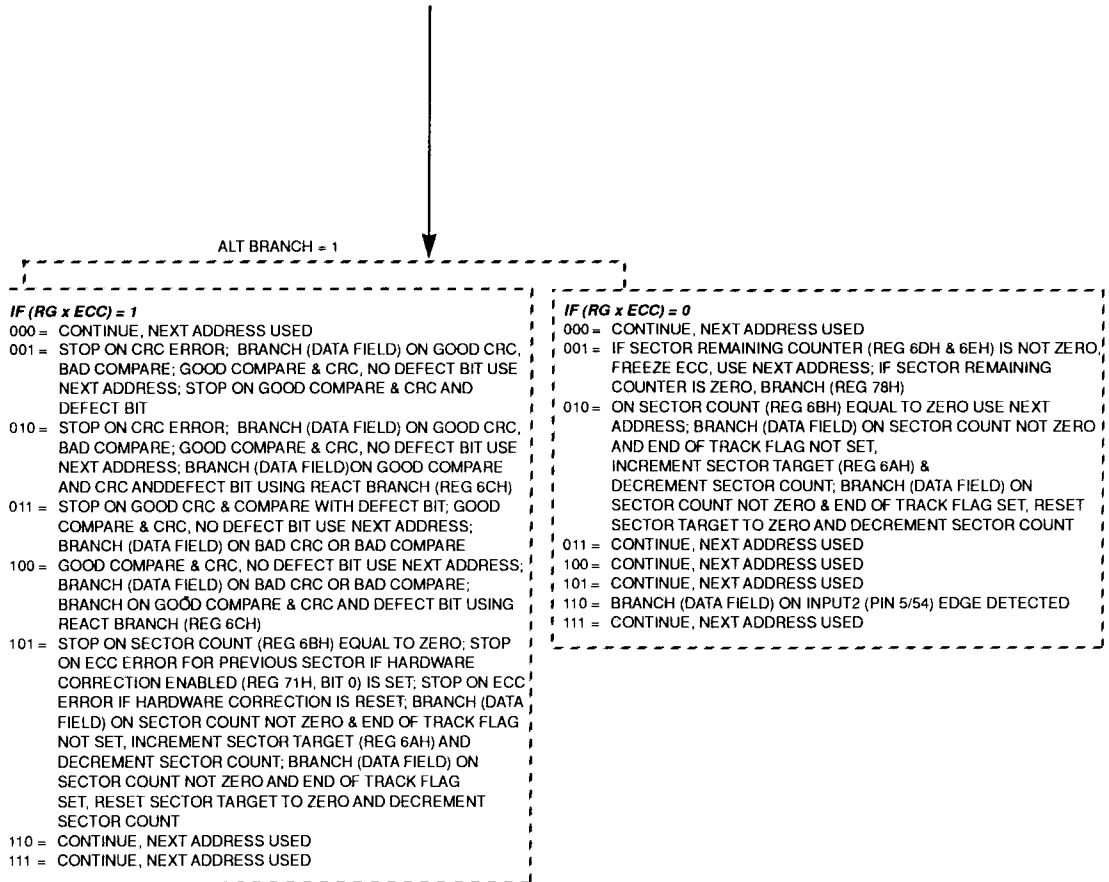 ALT BRANCH = 1
IF (RG x ECC) = 1
000 = CONTINUE, NEXT ADDRESS USED
001 = STOP ON CRC ERROR; BRANCH (DATA FIELD) ON GOOD CRC,
BAD COMPARE; GOOD COMPARE & CRC, NO DEFECT BIT USE
NEXT ADDRESS; STOP ON GOOD COMPARE & CRC AND
DEFECT BIT
010 = STOP ON CRC ERROR; BRANCH (DATA FIELD) ON GOOD CRC,
BAD COMPARE; GOOD COMPARE & CRC, NO DEFECT BIT USE
NEXT ADDRESS; BRANCH (DATA FIELD)ON GOOD COMPARE
AND CRC ANDDEFECT BIT USING REACT BRANCH (REG 6CH)
011 = STOP ON GOOD CRC & COMPARE WITH DEFECT BIT; GOOD
COMPARE & CRC, NO DEFECT BIT USE NEXT ADDRESS;
BRANCH (DATA FIELD) ON BAD CRC OR BAD COMPARE
100 = GOOD COMPARE & CRC, NO DEFECT BIT USE NEXT ADDRESS;
BRANCH (DATA FIELD) ON BAD CRC OR BAD COMPARE;
BRANCH ON GOOD COMPARE & CRC AND DEFECT BIT USING
REACT BRANCH (REG 6CH)
101 = STOP ON SECTOR COUNT (REG 6BH) EQUAL TO ZERO; STOP
ON ECC ERROR FOR PREVIOUS SECTOR IF HARDWARE
CORRECTION ENABLED (REG 71H, BIT 0) IS SET; STOP ON ECC
ERROR IF HARDWARE CORRECTION IS RESET; BRANCH (DATA
FIELD) ON SECTOR COUNT NOT ZERO & END OF TRACK FLAG
NOT SET, INCREMENT SECTOR TARGET (REG 6AH) AND
DECREMENT SECTOR COUNT; BRANCH (DATA FIELD) ON
SECTOR COUNT NOT ZERO AND END OF TRACK FLAG
SET, RESET SECTOR TARGET TO ZERO AND DECREMENT
SECTOR COUNT
110 = CONTINUE, NEXT ADDRESS USED
111 = CONTINUE, NEXT ADDRESS USED
IF (RG x ECC) = 0
000 = CONTINUE, NEXT ADDRESS USED
001 = IF SECTOR REMAINING COUNTER (REG 6DH & 6EH) IS NOT ZERO,
FREEZE ECC, USE NEXT ADDRESS; IF SECTOR REMAINING
COUNTER IS ZERO, BRANCH (REG 78H)
010 = ON SECTOR COUNT (REG 6BH) EQUAL TO ZERO USE NEXT
ADDRESS; BRANCH (DATA FIELD) ON SECTOR COUNT NOT ZERO
AND END OF TRACK FLAG NOT SET,
INCREMENT SECTOR TARGET (REG 6AH) &
DECREMENT SECTOR COUNT; BRANCH (DATA FIELD) ON
SECTOR COUNT NOT ZERO & END OF TRACK FLAG SET, RESET
SECTOR TARGET TO ZERO AND DECREMENT SECTOR COUNT
011 = CONTINUE, NEXT ADDRESS USED
100 = CONTINUE, NEXT ADDRESS USED
101 = CONTINUE, NEXT ADDRESS USED
110 = BRANCH (DATA FIELD) ON INPUT2 (PIN 5/54) EDGE DETECTED
111 = CONTINUE, NEXT ADDRESS USED